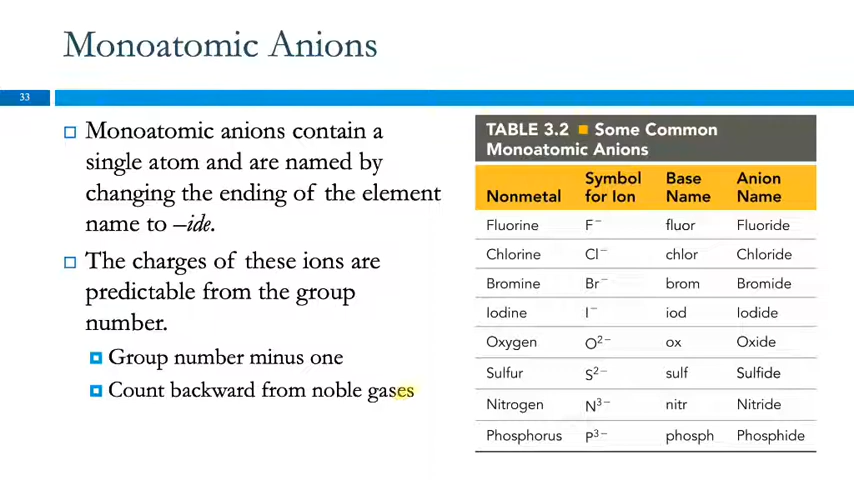 Monoatomic Anions
33
Monoatomic anions contain a
single atom and are named by
changing the ending of the element
name to –ide.
The charges of these ions are
predictable from the group
number.
Group number minus one
Count backward from noble gases
TABLE 3.2 ■ Some Common
Monoatomic Anions
Nonmetal Symbol for Ion Base Name Anion Name
Fluorine F⁻ fluor Fluoride
Chlorine Cl⁻ chlor Chloride
Bromine Br⁻ brom Bromide
Iodine I⁻ iod Iodide
Oxygen O²⁻ ox Oxide
Sulfur S²⁻ sulf Sulfide
Nitrogen N³⁻ nitr Nitride
Phosphorus P³⁻ phosph Phosphide